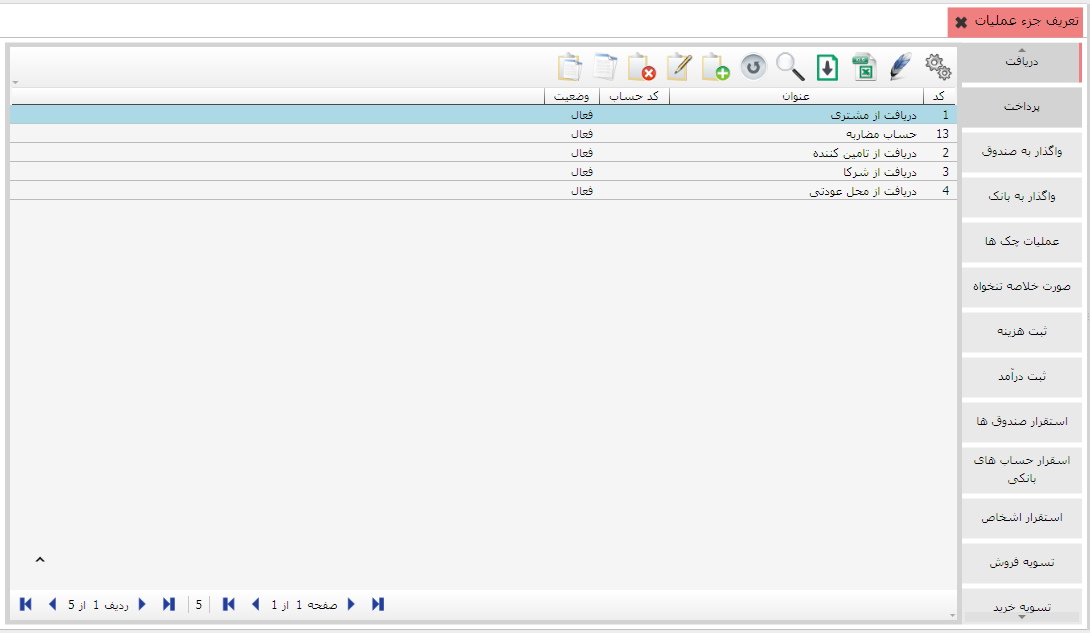 تعریف جزء عملیات
دریافت
پرداخت
واگذار به صندوق
واگذار به بانک
عملیات چک ها
صورت خلاصه تنخواه
ثبت هزینه
ثبت درآمد
استقرار صندوق ها
اسقرار حساب های
بانکی
استقرار اشخاص
تسویه فروش
تسویه خرید
کد عنوان کد حساب وضعیت
1 دریافت از مشتری فعال
13 حساب مضاربه فعال
2 دریافت از تامین کننده فعال
3 دریافت از شرکا فعال
4 دریافت از محل عودتی فعال
صفحه 1 از 1 5 ردیف 1 از 5